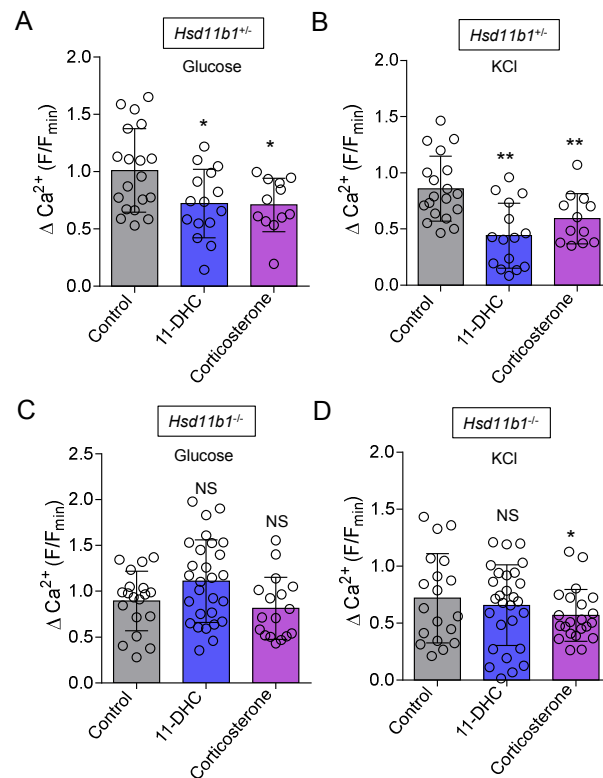 A
Hsd11b1+/-
Glucose
Δ Ca2+ (F/Fmin)
2.0
1.5
1.0
0.5
0.0
*
*
Control
11-DHC
Corticosterone
B
Hsd11b1+/-
KCl
Δ Ca2+ (F/Fmin)
2.0
1.5
1.0
0.5
0.0
**
**
Control
11-DHC
Corticosterone
C
Hsd11b1-/-
Glucose
Δ Ca2+ (F/Fmin)
2.5
2.0
1.5
1.0
0.5
0.0
NS
NS
Control
11-DHC
Corticosterone
D
Hsd11b1-/-
KCl
Δ Ca2+ (F/Fmin)
2.0
1.5
1.0
0.5
0.0
NS
*
Control
11-DHC
Corticosterone